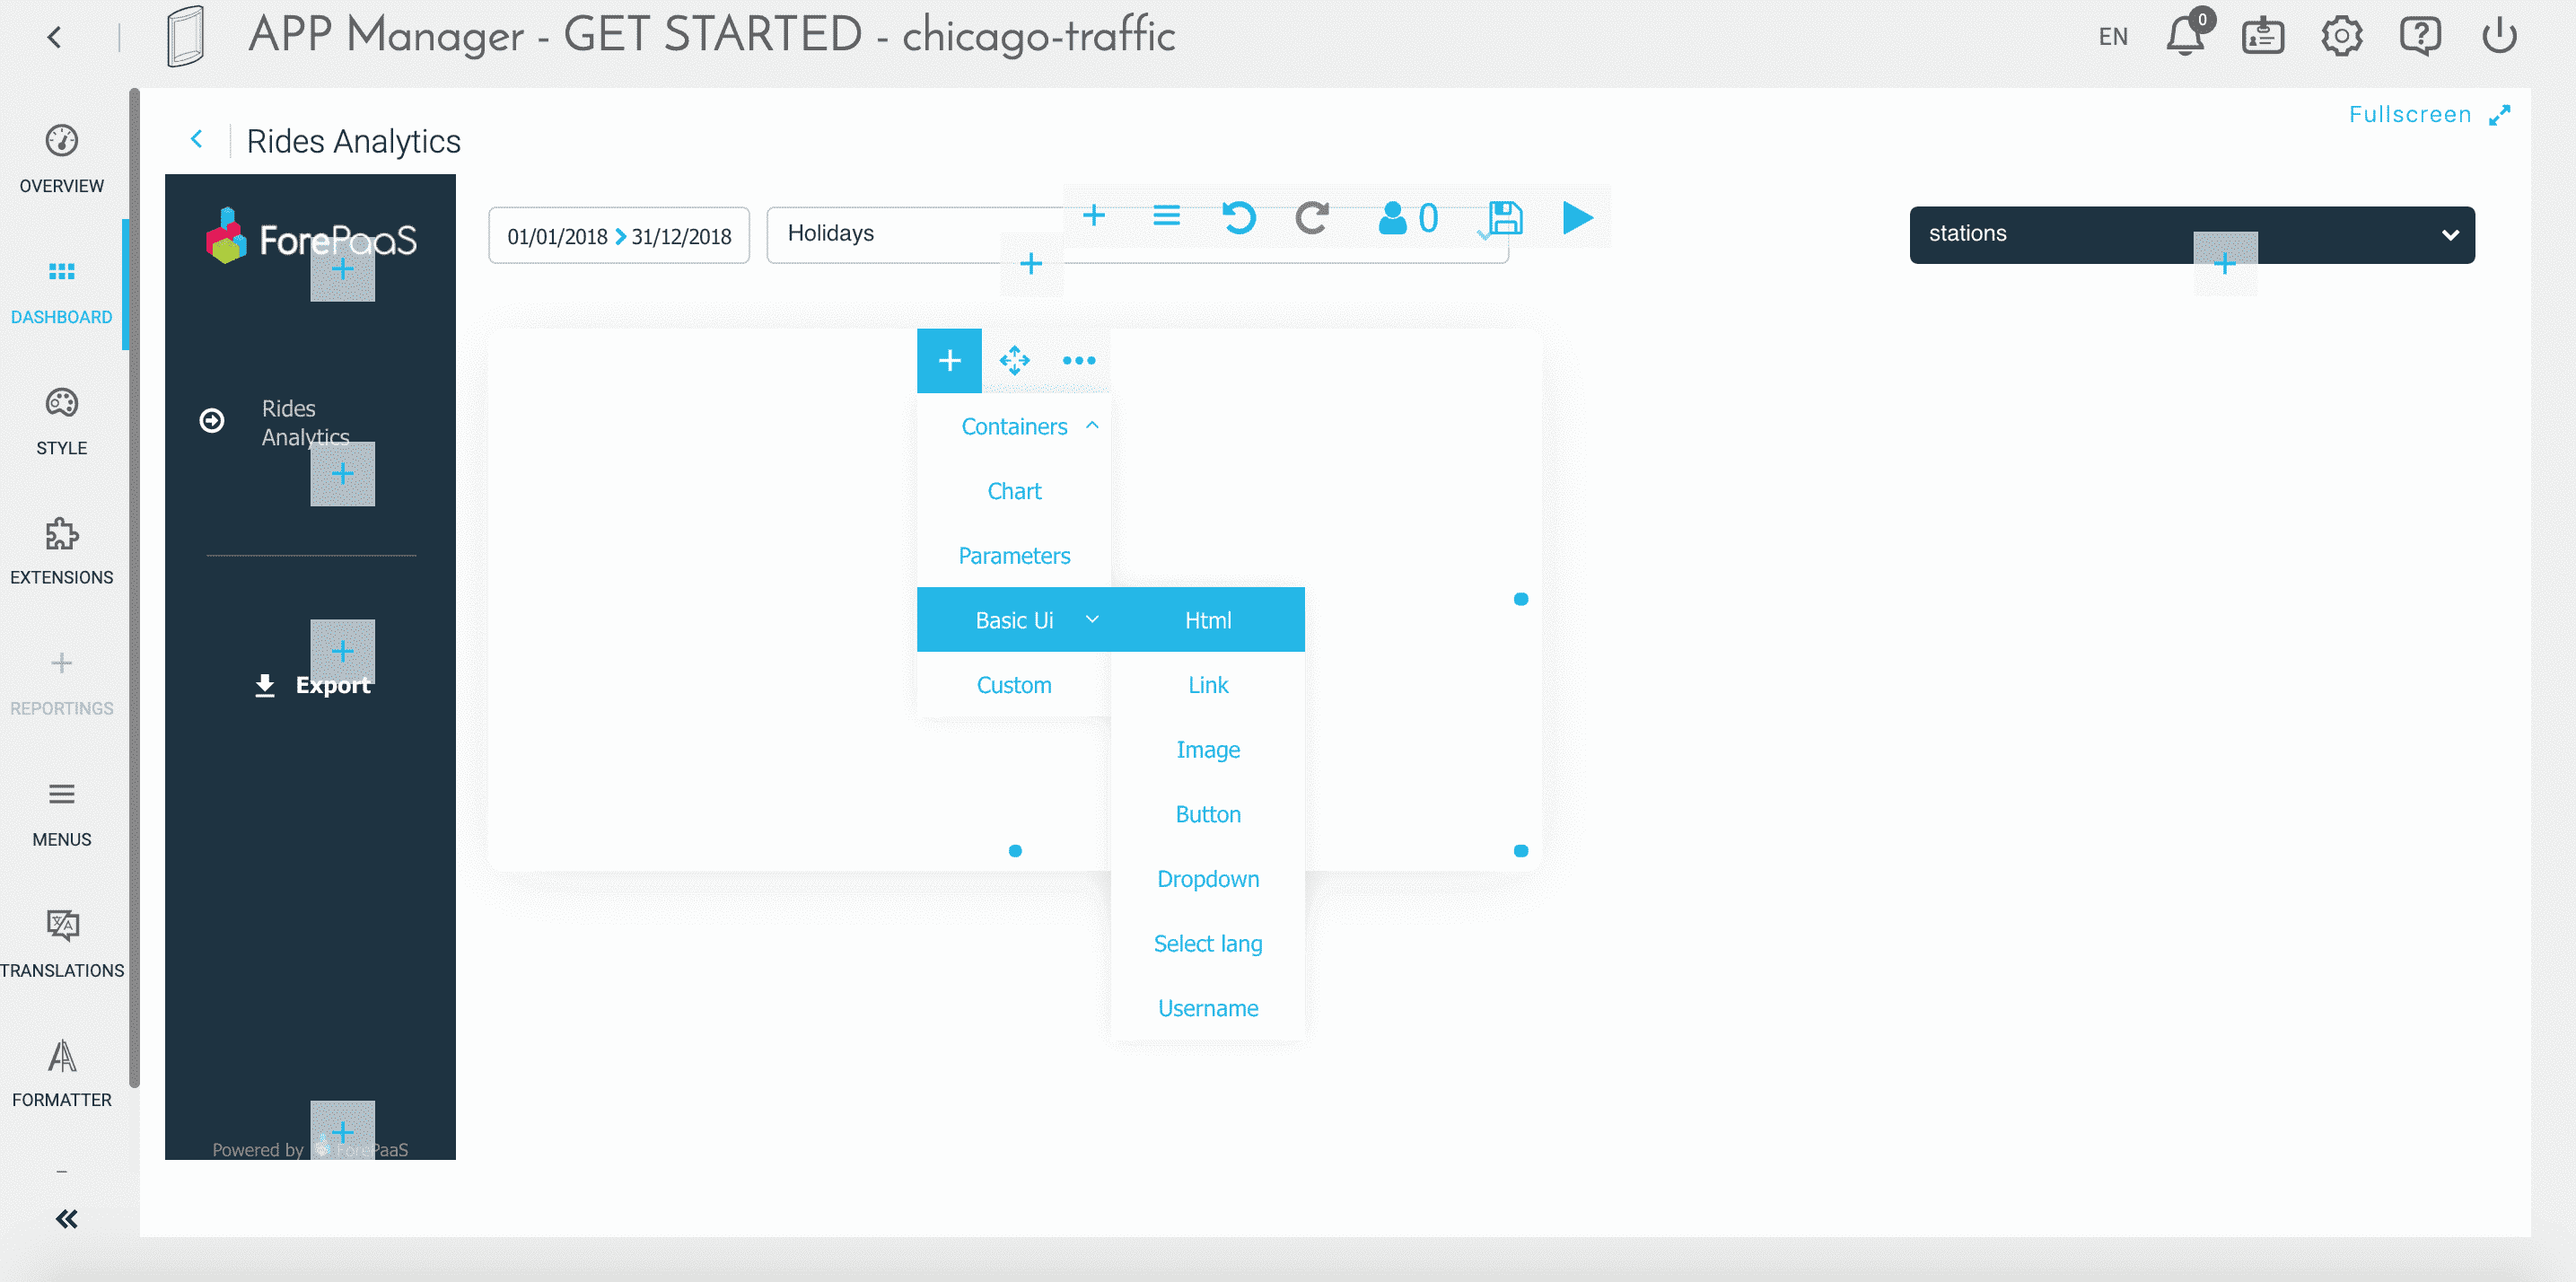 APP Manager - GET STARTED - chicago-traffic
EN
0
Fullscreen
OVERVIEW
DASHBOARD
STYLE
EXTENSIONS
REPORTINGS
MENUS
TRANSLATIONS
FORMATTER
Rides Analytics
ForePaaS
Rides
Analytics
Export
Powered by ForePaaS
01/01/2018 31/12/2018
Holidays
0
stations
Containers
Chart
Parameters
Basic Ui
Custom
Html
Link
Image
Button
Dropdown
Select lang
Username